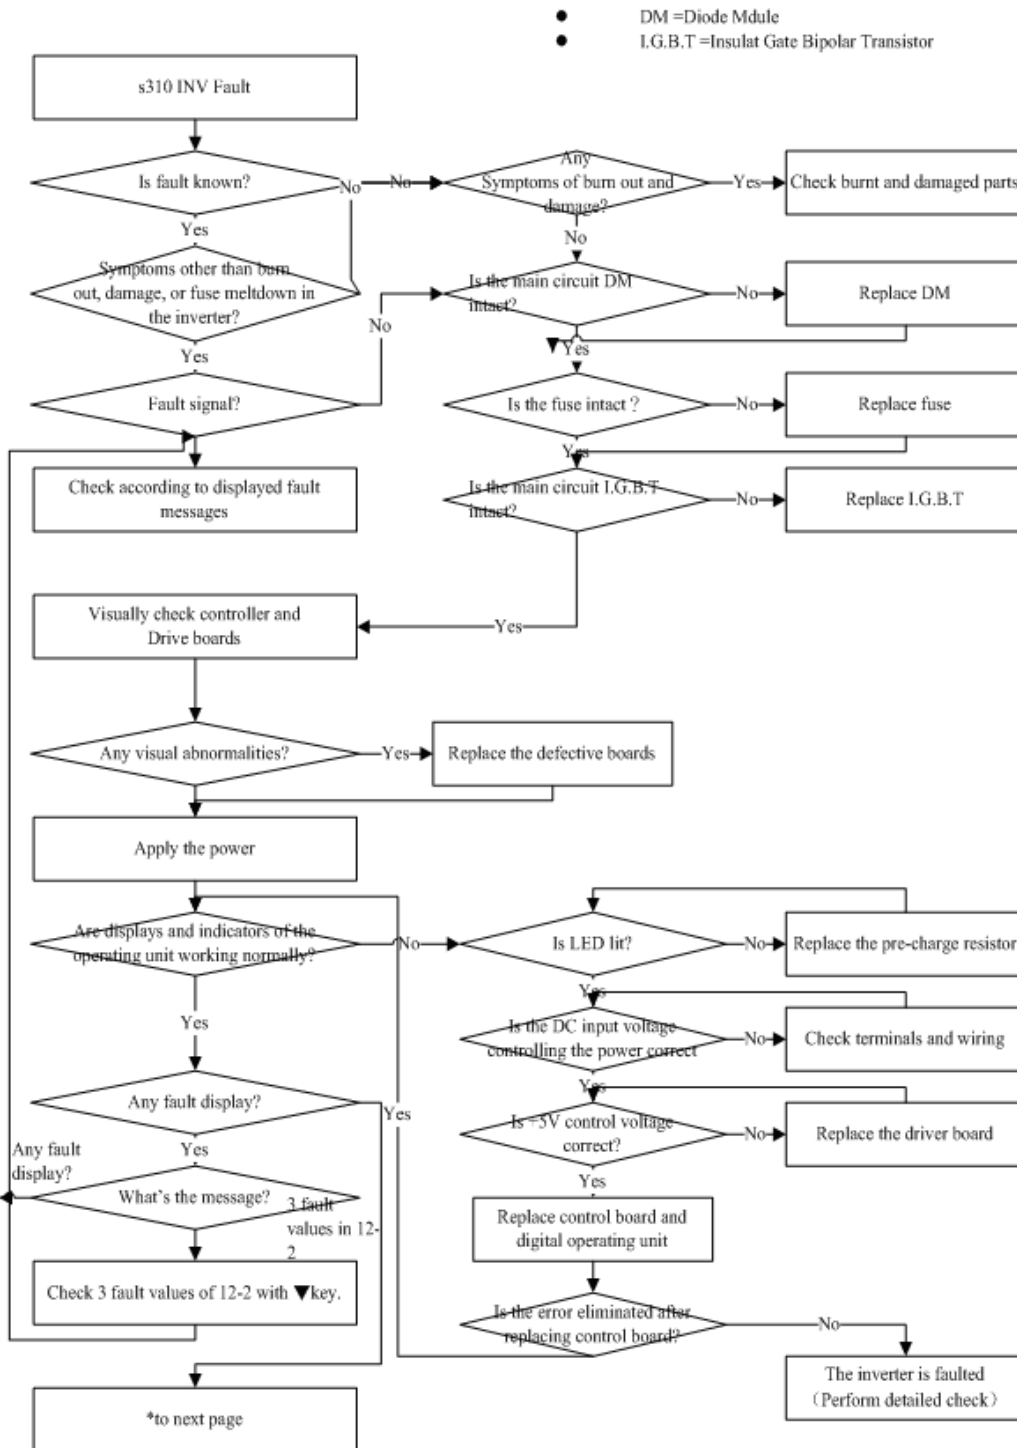 ● DM =Diode Mdule
● I.G.B.T =Insulat Gate Bipolar Transistor
s310 INV Fault
Is fault known?
No
No
Any
Symptoms of burn out and
damage?
Yes
Check burnt and damaged parts
Yes
No
Symptoms other than burn
out, damage, or fuse meltdown in
the inverter?
Is the main circuit DM
intact?
No
Replace DM
No
Yes
Yes
Fault signal?
Is the fuse intact ?
No
Replace fuse
Yes
Check according to displayed fault
messages
Is the main circuit I.G.B.T
intact?
No
Replace I.G.B.T
Visually check controller and
Drive boards
Yes
Any visual abnormalities?
Yes
Replace the defective boards
Apply the power
Are displays and indicators of the
operating unit working normally?
No
Is LED lit?
No
Replace the pre-charge resistor
Yes
Yes
Is the DC input voltage
controlling the power correct
No
Check terminals and wiring
Yes
Any fault display?
Yes
Is +5V control voltage
correct?
No
Replace the driver board
Yes
Any fault
display?
Yes
What's the message?
3 fault
values in 12-
2
Replace control board and
digital operating unit
Check 3 fault values of 12-2 with ▼key.
Is the error eliminated after
replacing control board?
No
The inverter is faulted
（Perform detailed check）
*to next page